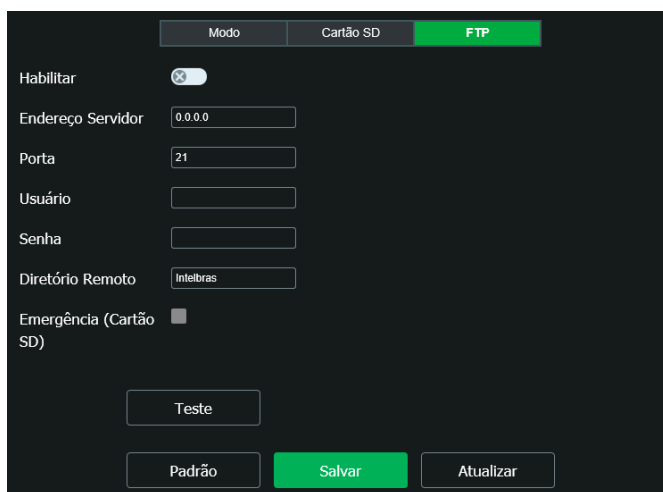 Modo Cartão SD FTP
Habilitar
Endereço Servidor 0.0.0.0
Porta 21
Usuário
Senha
Diretório Remoto Intelbras
Emergência (Cartão
SD)
Teste
Padrão Salvar Atualizar